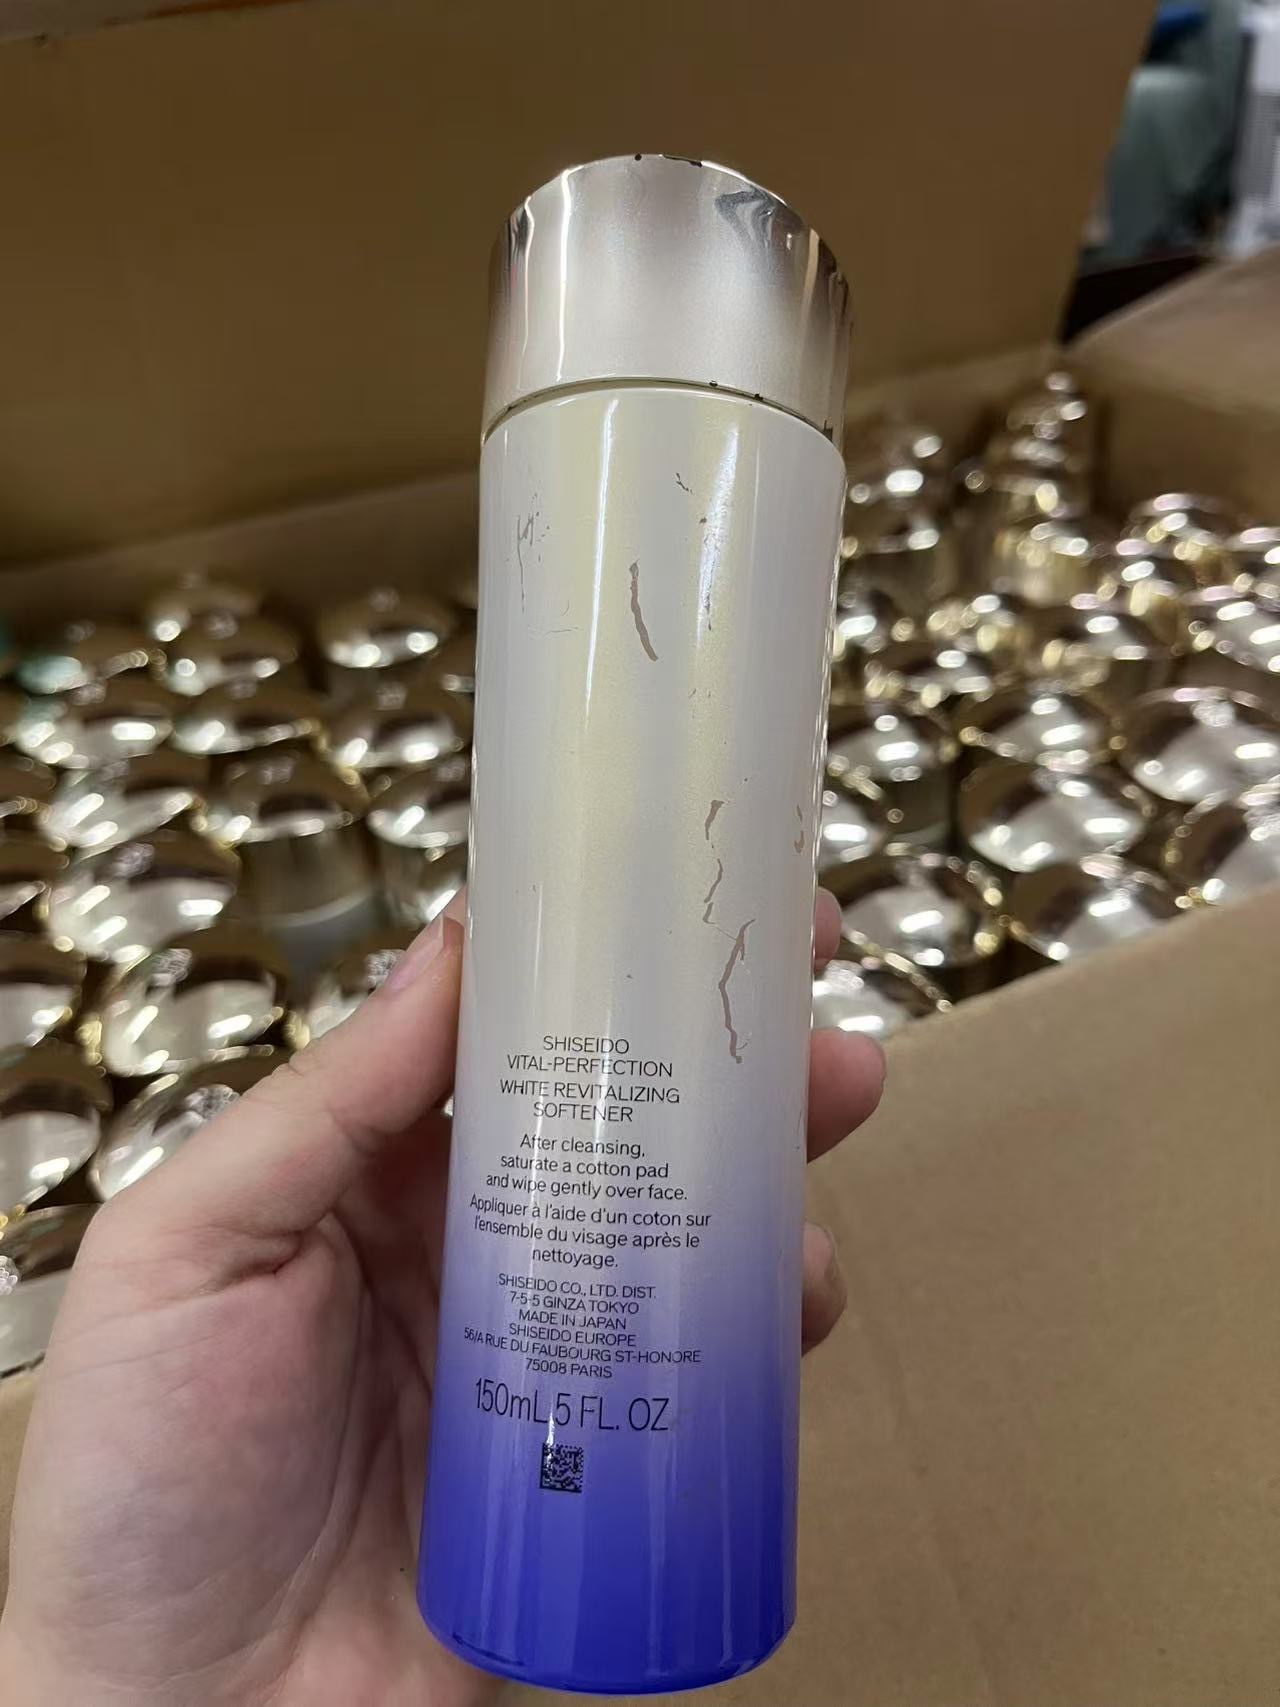 SHISEIDO
VITAL-PERFECTION
WHITE REVITALIZING
SOFTENER
After cleansing,
saturate a cotton pad
and wipe gently over face.
Appliquer à l'aide d'un coton sur
l'ensemble du visage après le
nettoyage.
SHISEIDO CO., LTD. DIST.
7-5-5 GINZA TOKYO
MADE IN JAPAN
SHISEIDO EUROPE
56/A RUE DU FAUBOURG ST-HONORE
75008 PARIS
150mL 5 FL. OZ